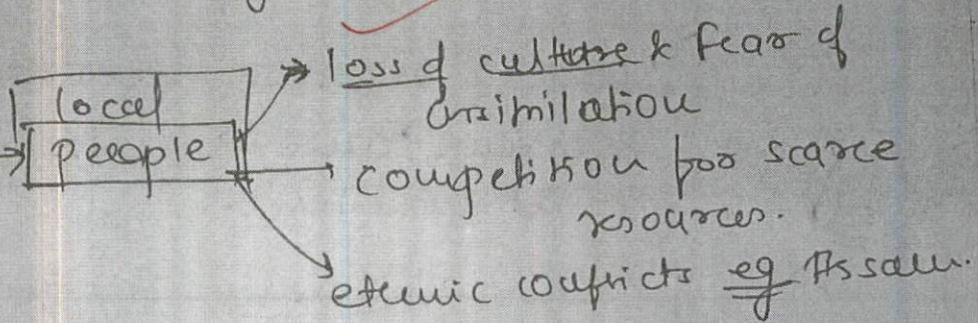 local
people
loss of culture & fear of
assimilation
competition for scarce
resources.
ethnic conflicts eg Assam.